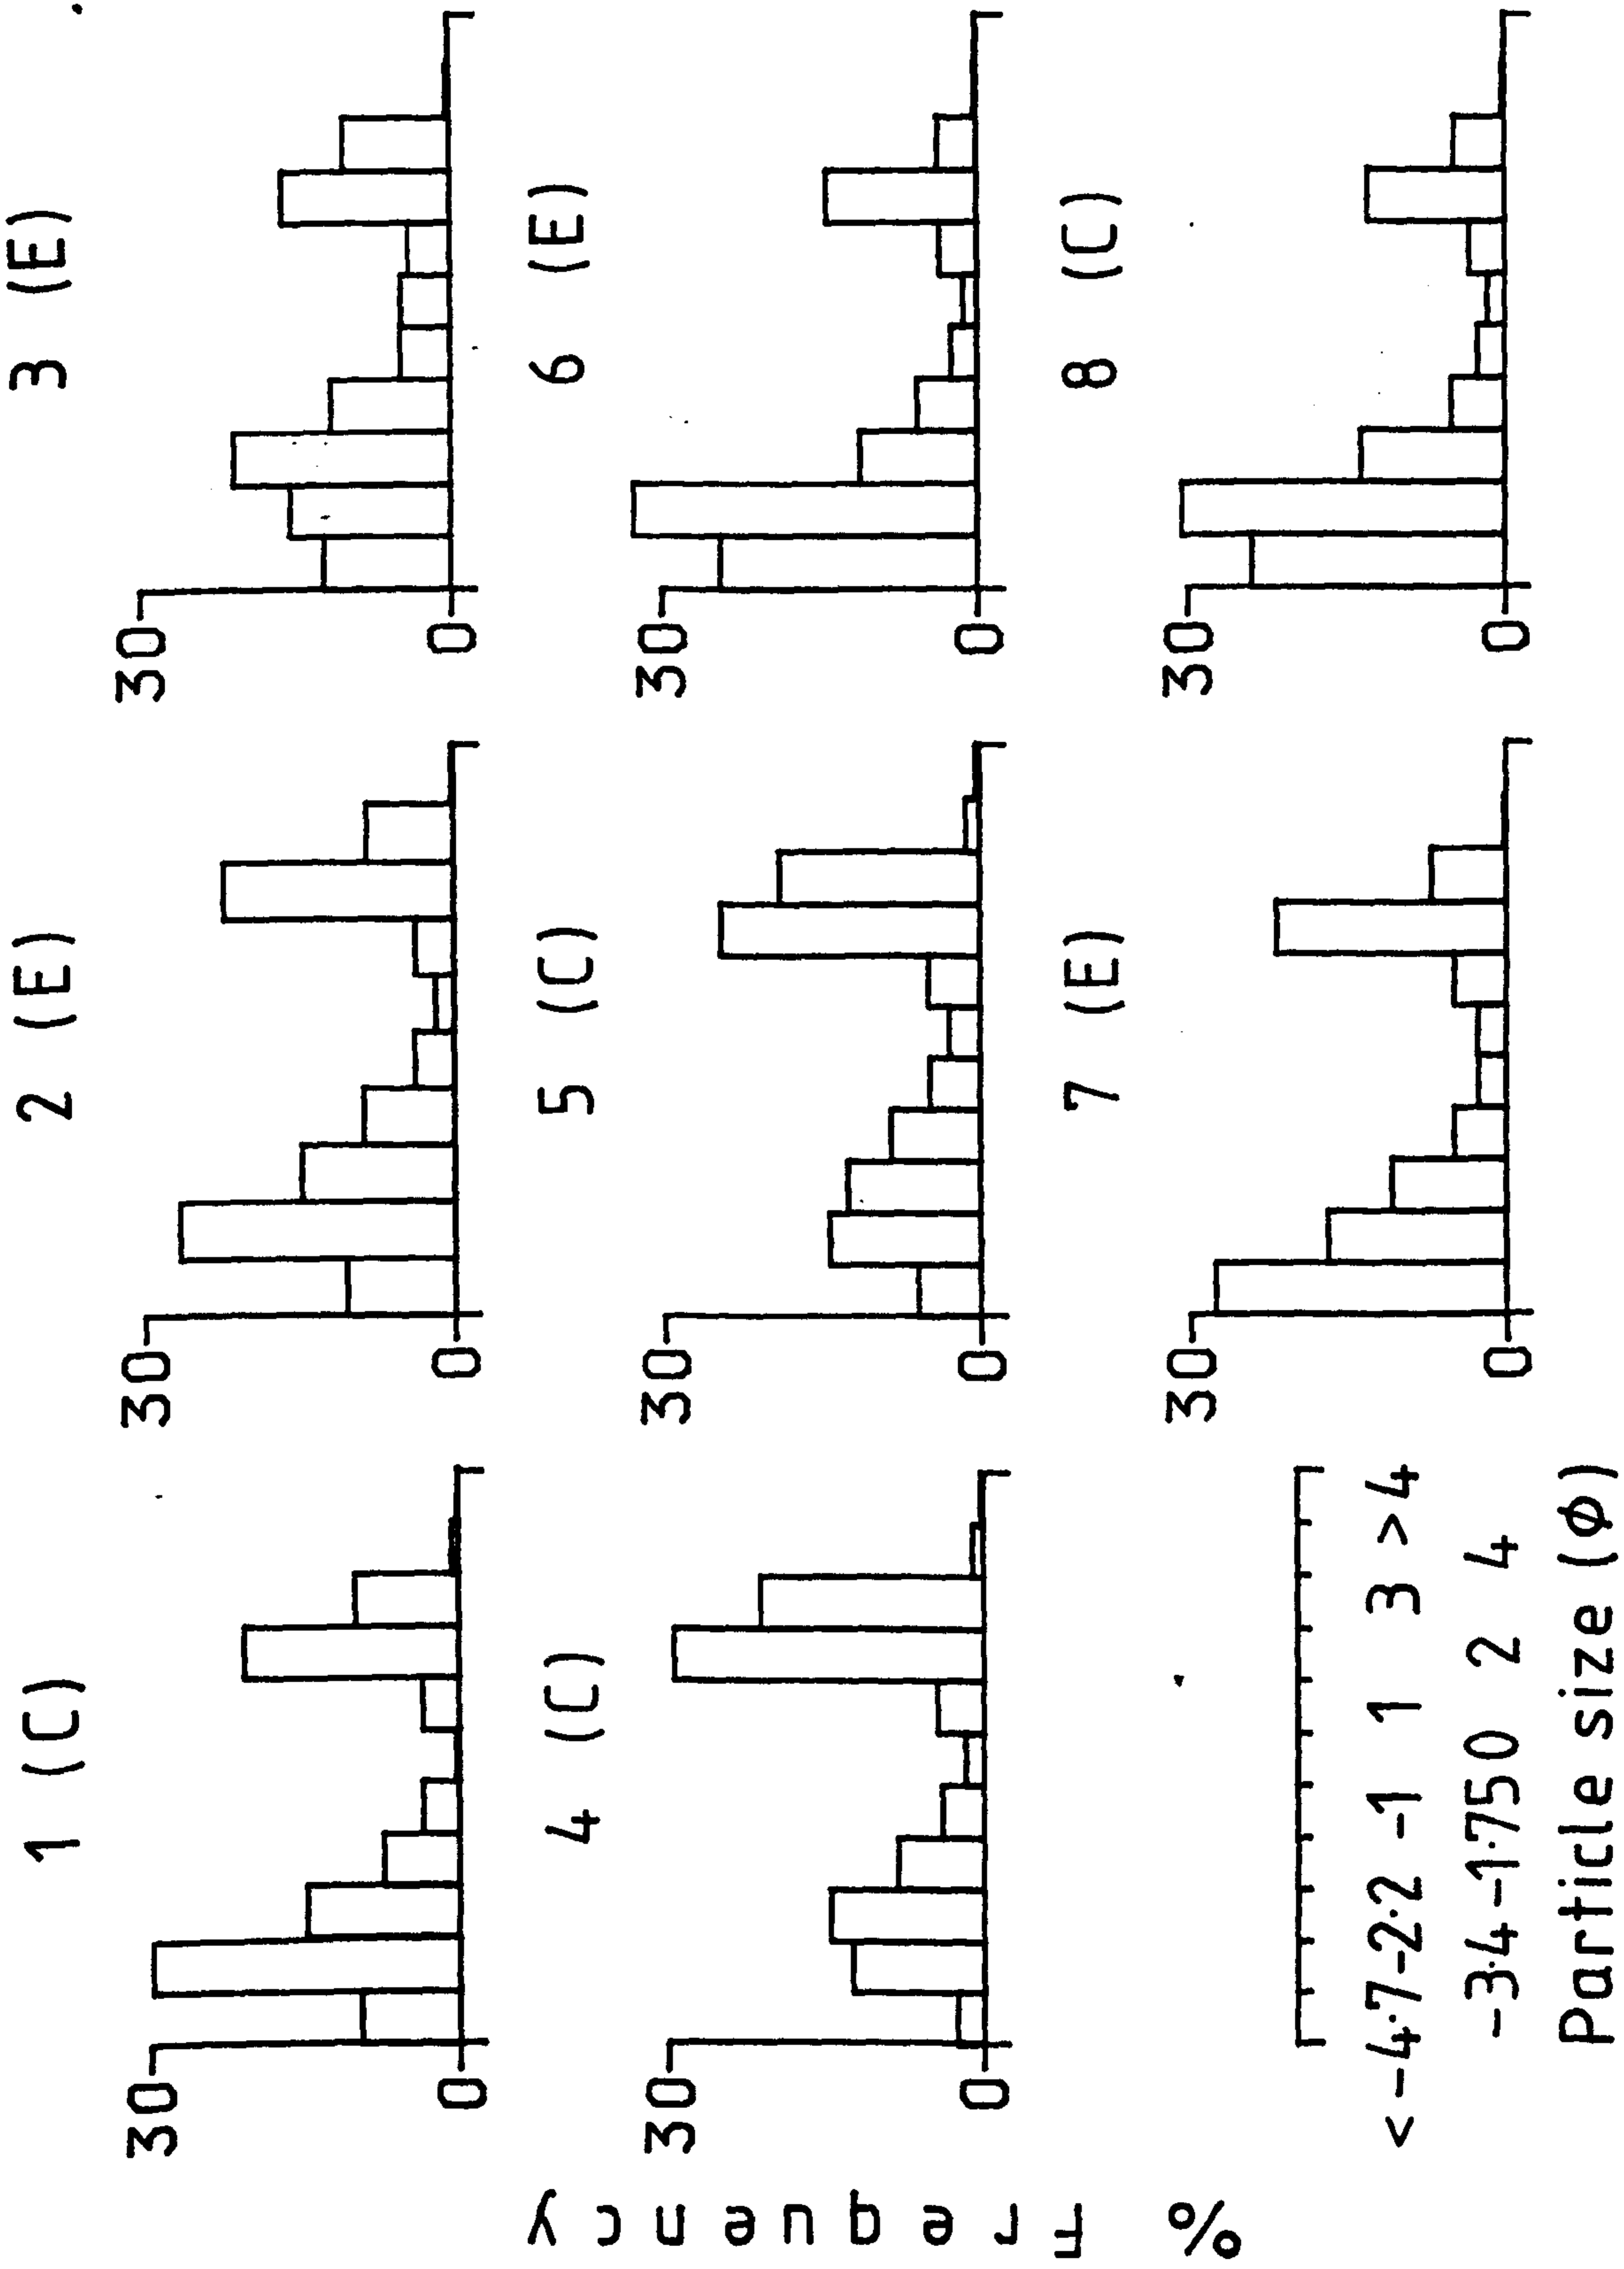 1 (C)
2 (E)
3 (E)
30
0
30
0
30
0
4 (C)
5 (C)
6 (E)
30
0
30
0
30
0
7 (E)
8 (C)
30
0
30
0
% Frequency
<-4·7-2·2 -1 1 3 >4
-3·4-1·75 0 2 4
Particle size (ϕ)